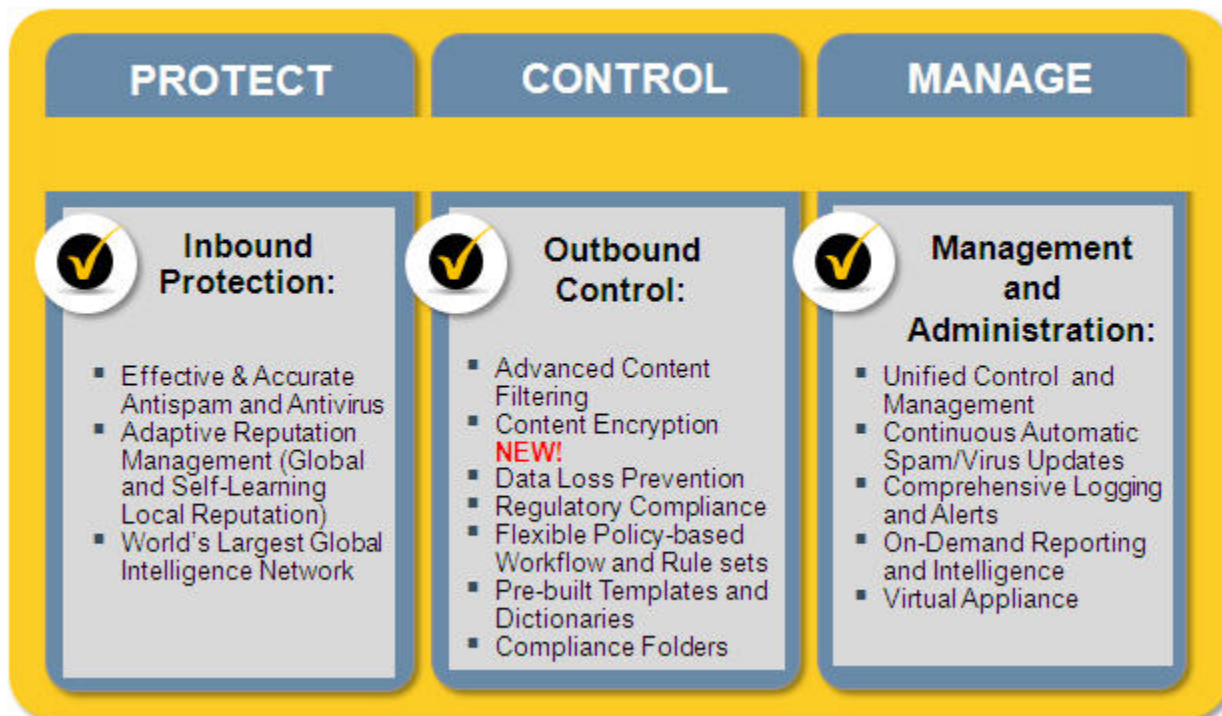 PROTECT
CONTROL
MANAGE
Inbound
Protection:
▪ Effective & Accurate
Antispam and Antivirus
▪ Adaptive Reputation
Management (Global
and Self-Learning
Local Reputation)
▪ World's Largest Global
Intelligence Network
Outbound
Control:
▪ Advanced Content
Filtering
▪ Content Encryption
NEW!
▪ Data Loss Prevention
▪ Regulatory Compliance
▪ Flexible Policy-based
Workflow and Rule sets
▪ Pre-built Templates and
Dictionaries
▪ Compliance Folders
Management
and
Administration:
▪ Unified Control and
Management
▪ Continuous Automatic
Spam/Virus Updates
▪ Comprehensive Logging
and Alerts
▪ On-Demand Reporting
and Intelligence
▪ Virtual Appliance